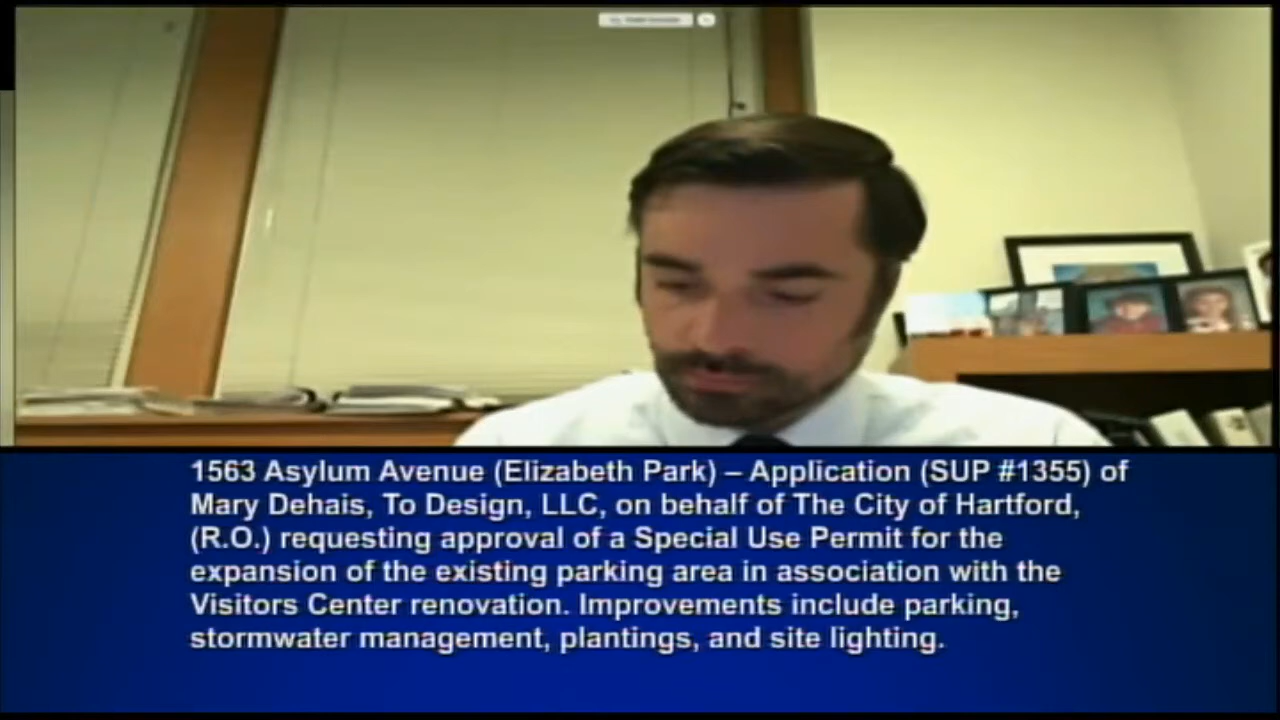 1563 Asylum Avenue (Elizabeth Park) – Application (SUP #1355) of
Mary Dehais, To Design, LLC, on behalf of The City of Hartford,
(R.O.) requesting approval of a Special Use Permit for the
expansion of the existing parking area in association with the
Visitors Center renovation. Improvements include parking,
stormwater management, plantings, and site lighting.